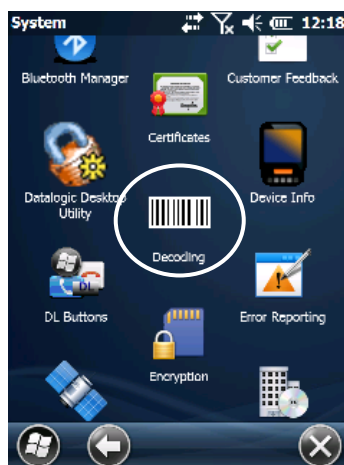 System 12:18
Bluetooth Manager
Customer Feedback
Certificates
Datalogic Desktop
Utility
Device Info
Decoding
DL Buttons
DL
Error Reporting
Encryption